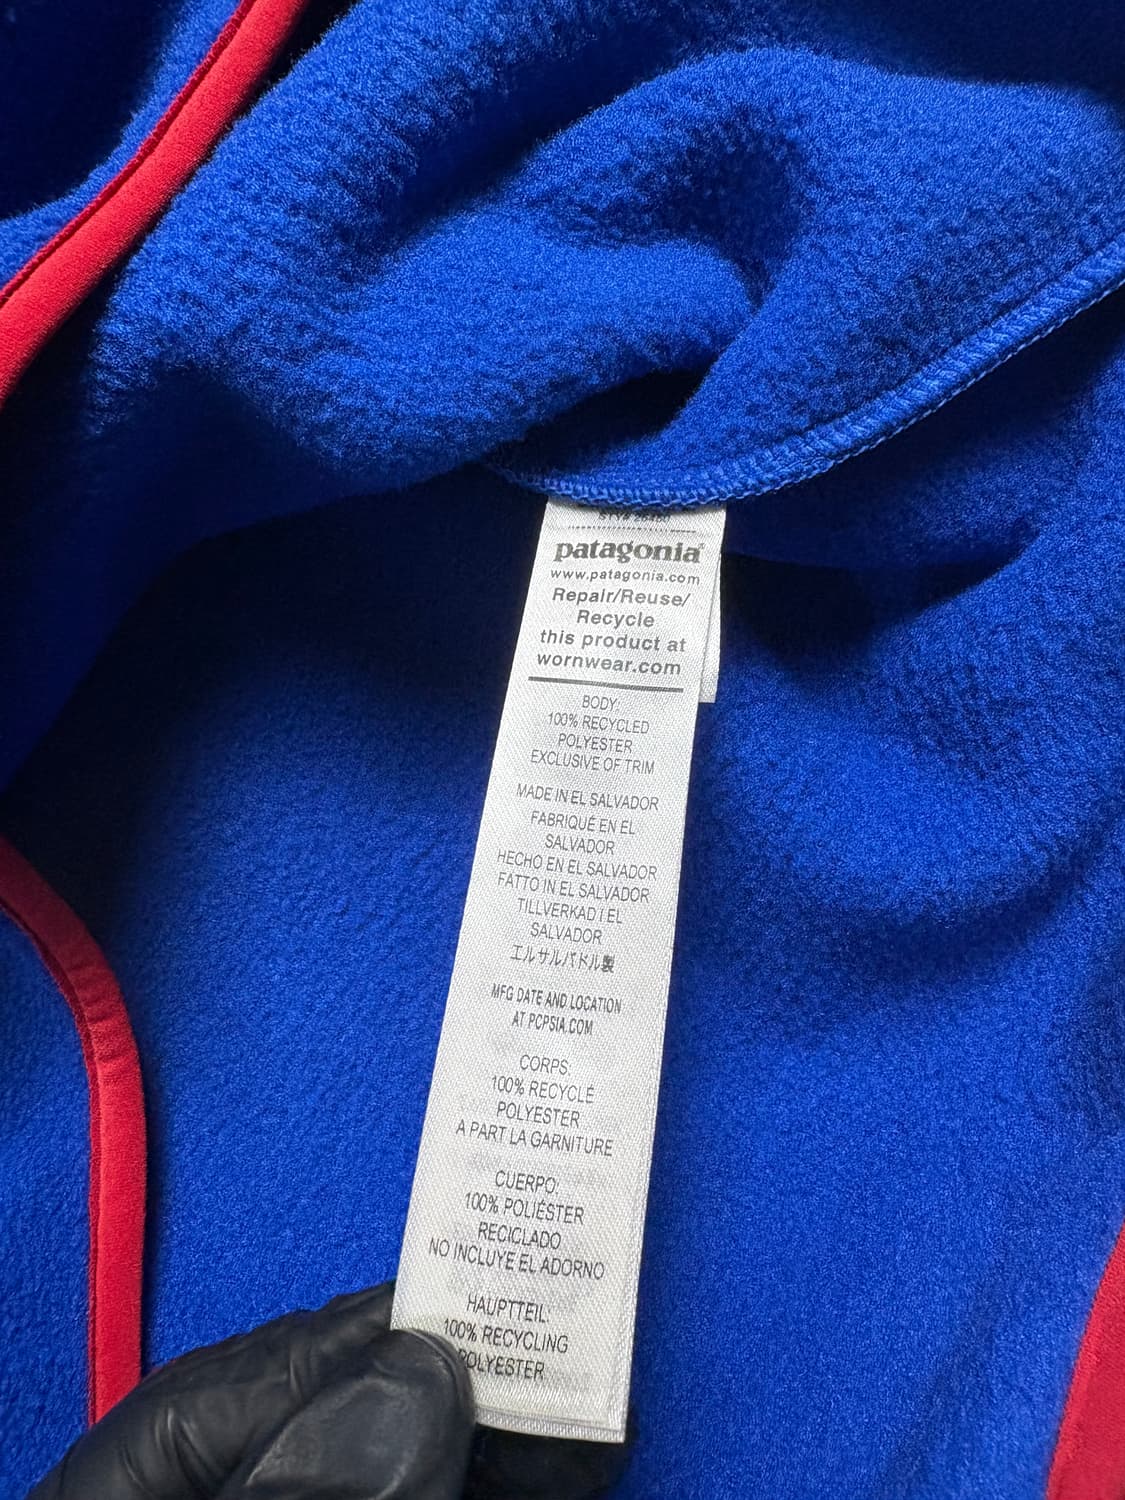 patagonia®
www.patagonia.com
Repair/Reuse/
Recycle
this product at
wornwear.com
BODY:
100% RECYCLED
POLYESTER
EXCLUSIVE OF TRIM
MADE IN EL SALVADOR
FABRIQUÉ EN EL
SALVADOR
HECHO EN EL SALVADOR
FATTO IN EL SALVADOR
TILLVERKAD I EL
SALVADOR
エルサルバドル製
MFG DATE AND LOCATION
AT PCPSIA.COM
CORPS:
100% RECYCLÉ
POLYESTER
A PART LA GARNITURE
CUERPO:
100% POLIÉSTER
RECICLADO
NO INCLUYE EL ADORNO
HAUPTTEIL:
100% RECYCLING
POLYESTER